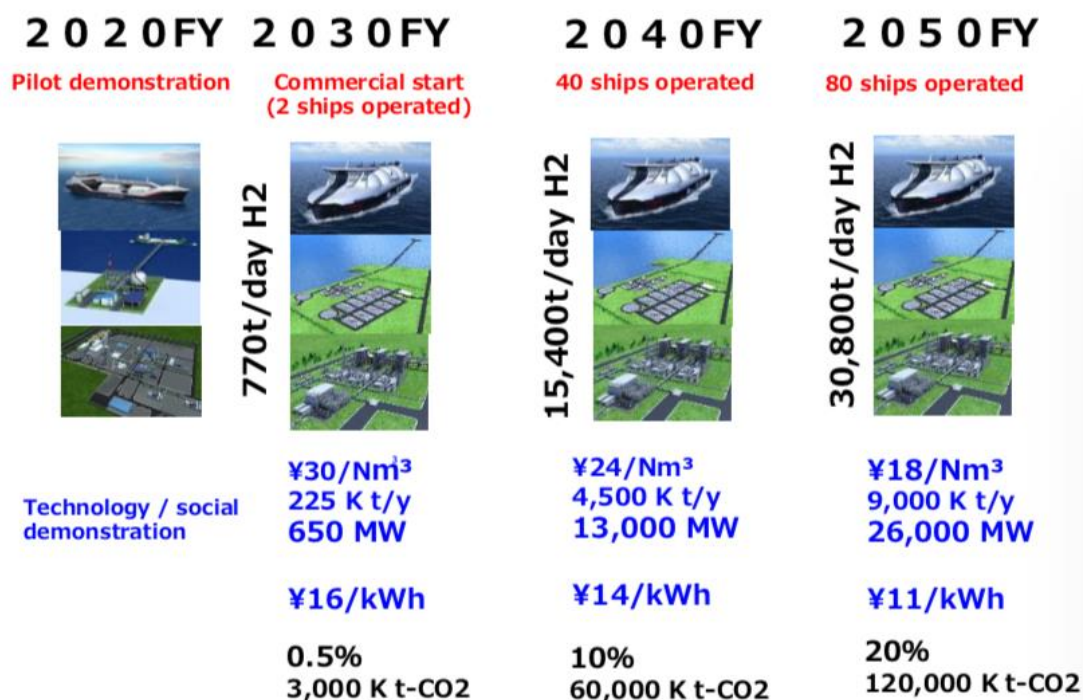 2020FY
Pilot demonstration
Technology / social
demonstration
2030FY
Commercial start
(2 ships operated)
770t/day H2
¥30/Nm³
225 K t/y
650 MW
¥16/kWh
0.5%
3,000 K t-CO2
2040FY
40 ships operated
15,400t/day H2
¥24/Nm³
4,500 K t/y
13,000 MW
¥14/kWh
10%
60,000 K t-CO2
2050FY
80 ships operated
30,800t/day H2
¥18/Nm³
9,000 K t/y
26,000 MW
¥11/kWh
20%
120,000 K t-CO2